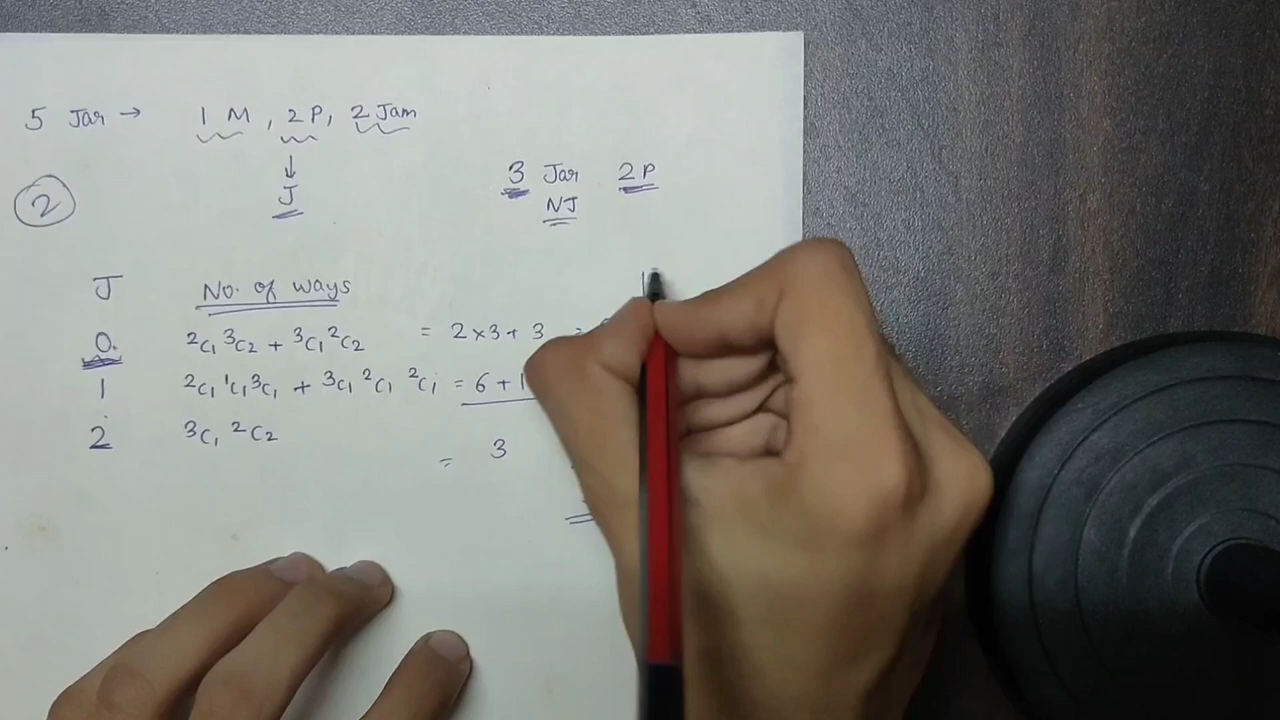 5 Jar → 1 M , 2 P, 2 Jam
↓
J
2
3 Jar 2P
NJ
J No. of ways
0. ²C₁ ³C₂ + ³C₁ ²C₂ = 2 × 3 + 3 =
1 ²C₁ ¹C₁ ³C₁ + ³C₁ ²C₁ ²C₁ = 6 + 1
2 ³C₁ ²C₂ = 3